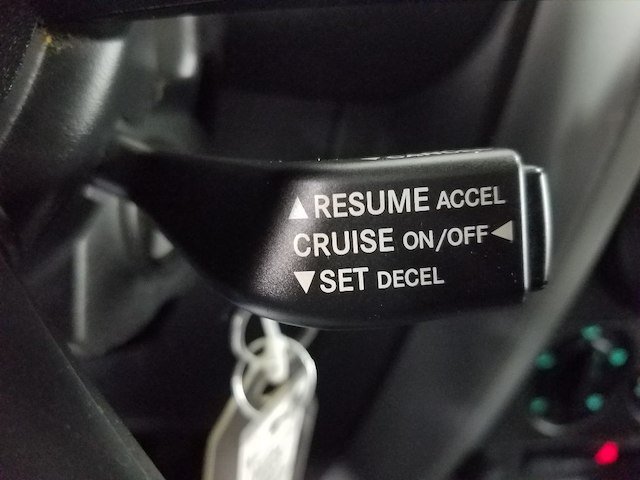 ▲RESUME ACCEL
CRUISE ON/OFF◀
▼SET DECEL